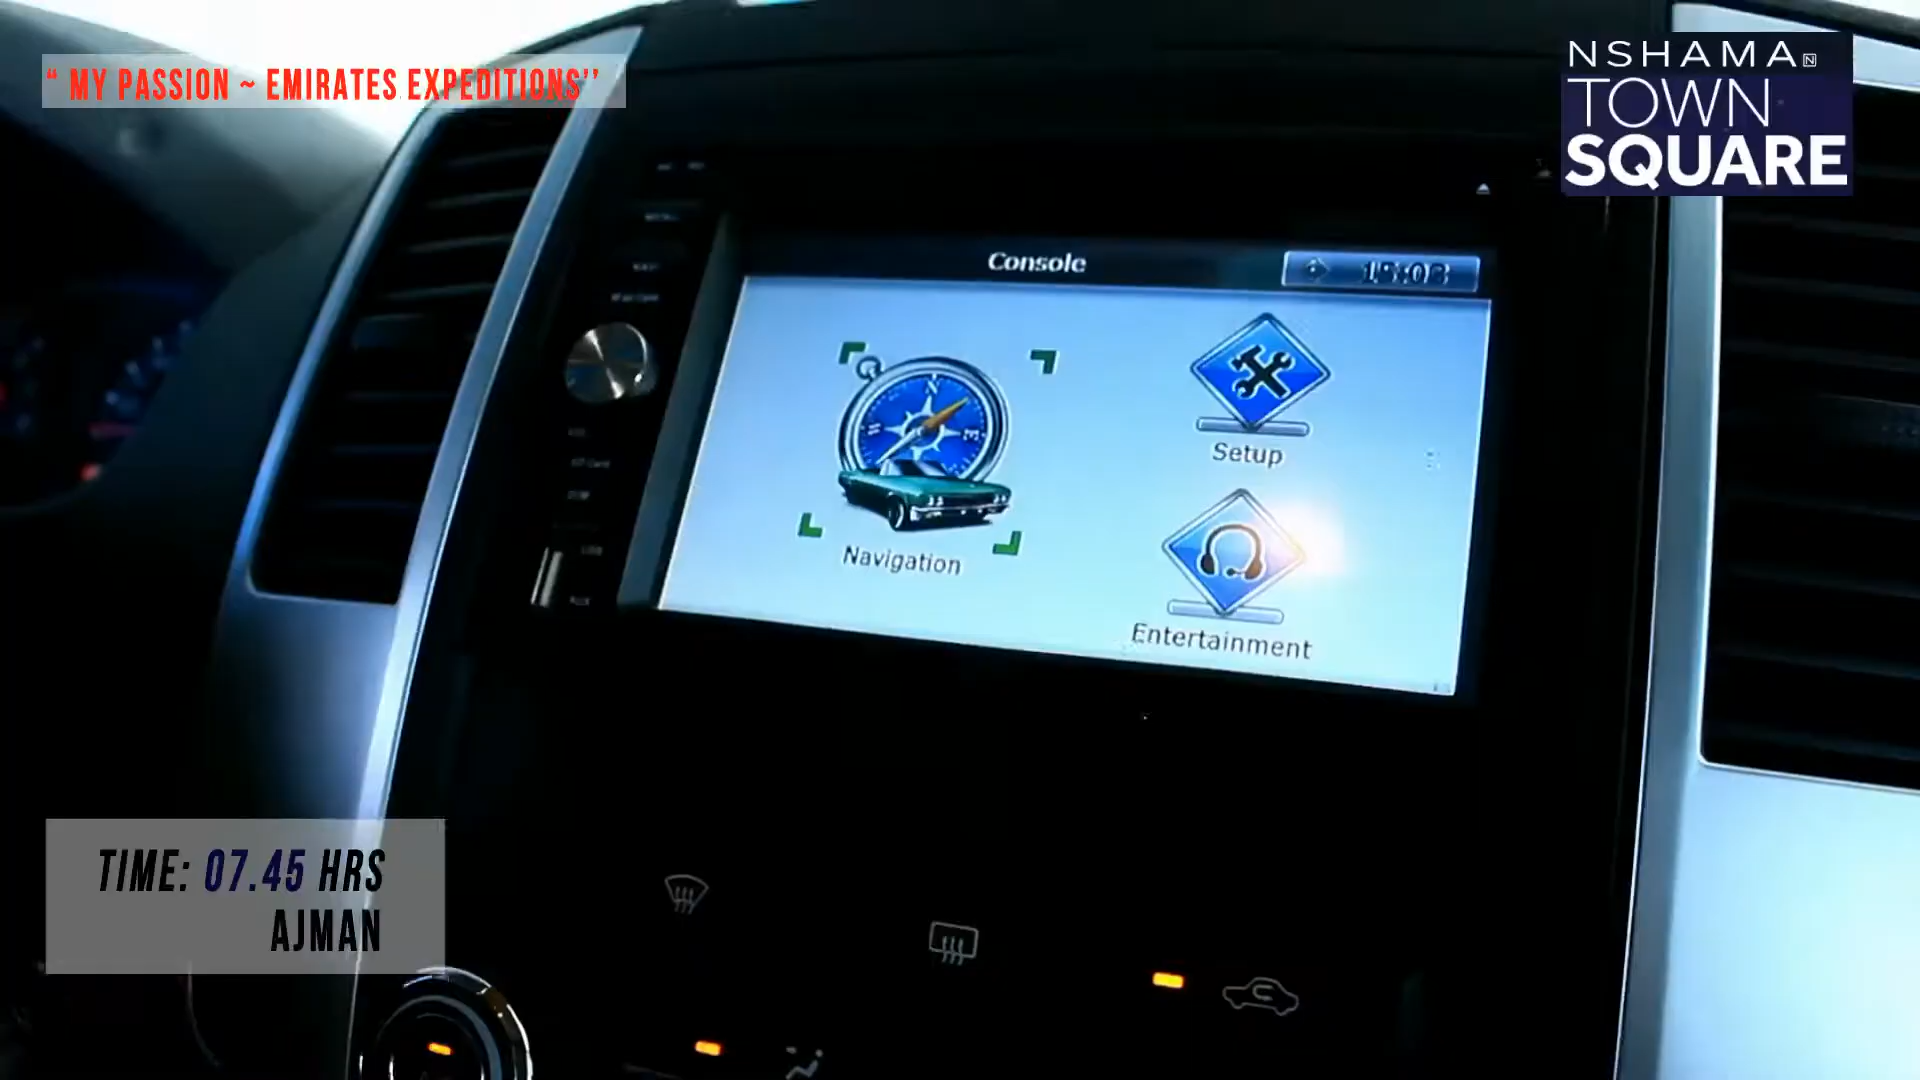 “ MY PASSION ~ EMIRATES EXPEDITIONS’’
NSHAMA
TOWN
SQUARE
Console
Setup
Navigation
Entertainment
TIME: 07.45 HRS
AJMAN